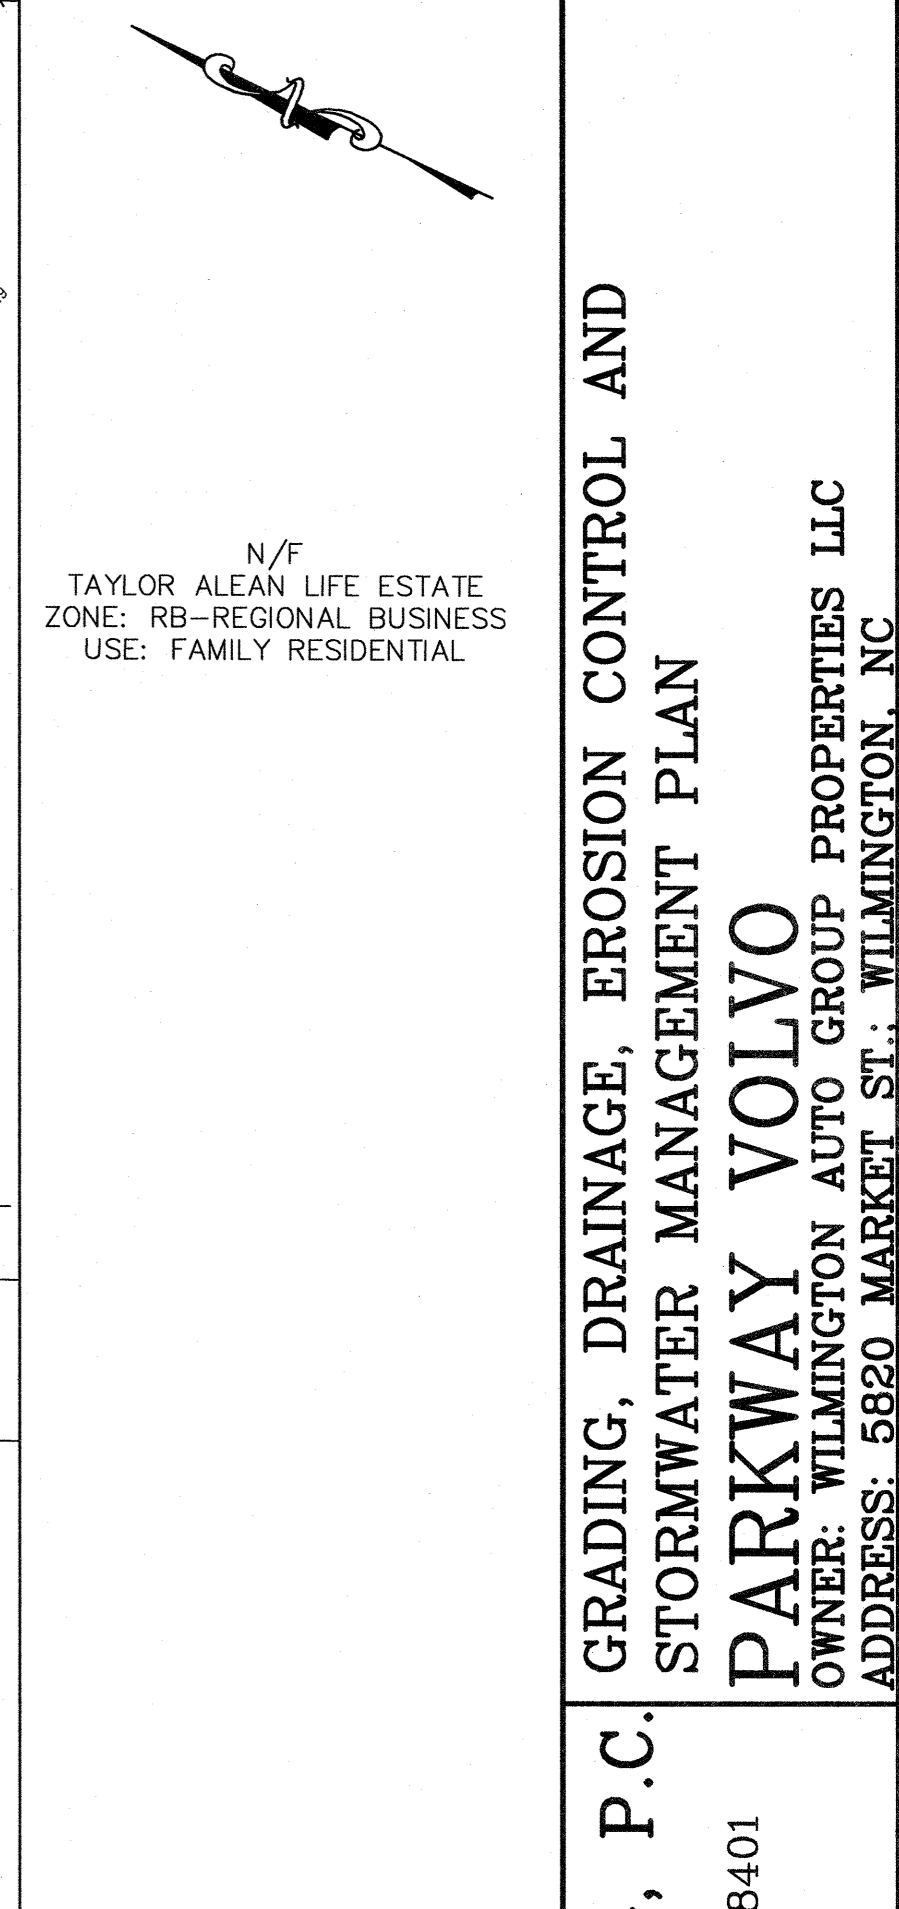 N/F
TAYLOR ALEAN LIFE ESTATE
ZONE: RB-REGIONAL BUSINESS
USE: FAMILY RESIDENTIAL
GRADING, DRAINAGE, EROSION CONTROL AND
STORMWATER MANAGEMENT PLAN
PARKWAY VOLVO
OWNER: WILMINGTON AUTO GROUP PROPERTIES LLC
ADDRESS: 5820 MARKET ST.; WILMINGTON, NC
, P.C.
8401